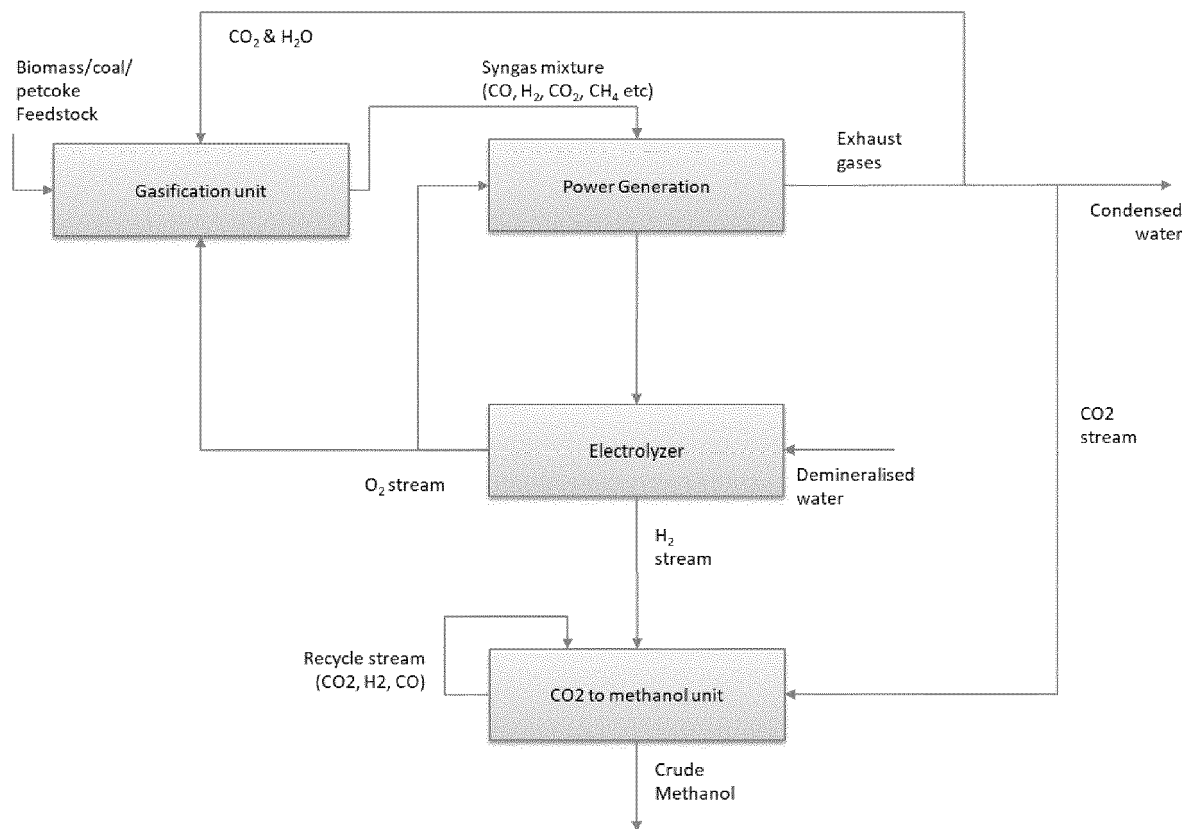 CO₂ & H₂O
Biomass/coal/
petcoke
Feedstock
Syngas mixture
(CO, H₂, CO₂, CH₄ etc)
Gasification unit
Power Generation
Exhaust
gases
Condensed
water
Electrolyzer
O₂ stream
Demineralised
water
CO2
stream
H₂
stream
Recycle stream
(CO2, H2, CO)
CO2 to methanol unit
Crude
Methanol